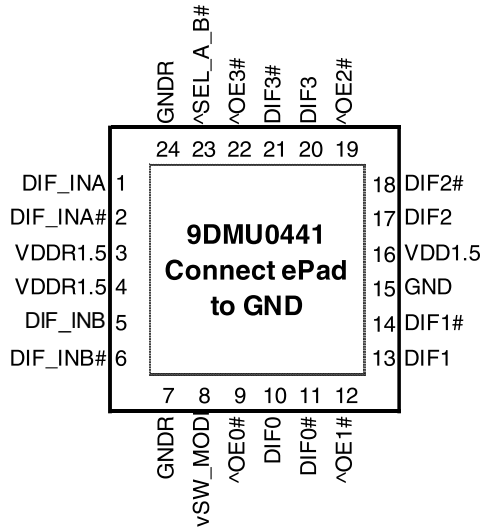 GNDR
^SEL_A_B#
^OE3#
DIF3#
DIF3
^OE2#
24 23 22 21 20 19
DIF_INA 1
DIF_INA# 2
VDDR1.5 3
VDDR1.5 4
DIF_INB 5
DIF_INB# 6
9DMU0441
Connect ePad
to GND
18 DIF2#
17 DIF2
16 VDD1.5
15 GND
14 DIF1#
13 DIF1
7 8 9 10 11 12
GNDR
vSW_MODE
^OE0#
DIF0
DIF0#
^OE1#